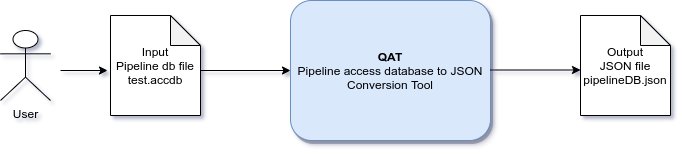 User
Input
Pipeline db file
test.accdb
QAT
Pipeline access database to JSON
Conversion Tool
Output
JSON file
pipelineDB.json